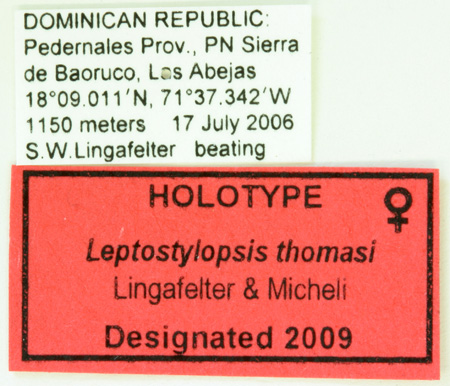 DOMINICAN REPUBLIC:
Pedernales Prov., PN Sierra
de Baoruco, Las Abejas
18°09.011′N, 71°37.342′W
1150 meters 17 July 2006
S.W.Lingafelter beating
HOLOTYPE ♀
Leptostylopsis thomasi
Lingafelter & Micheli
Designated 2009